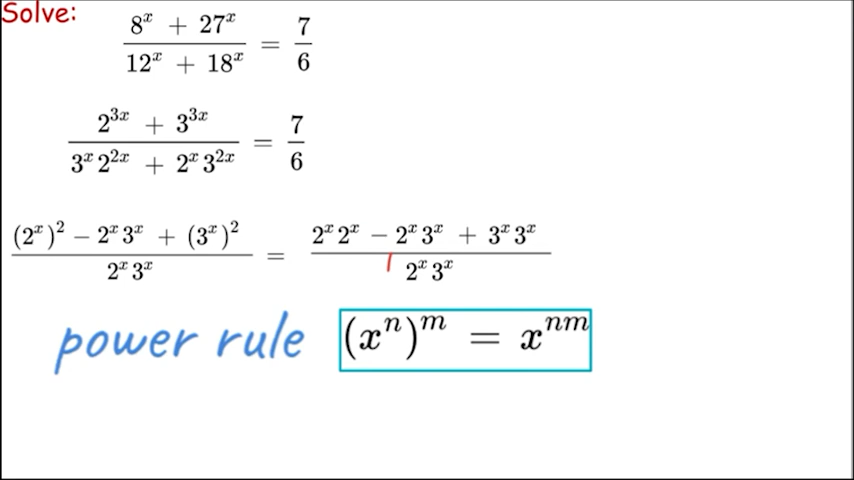 Solve:
8^x + 27^x / 12^x + 18^x = 7/6
2^{3x} + 3^{3x} / 3^x 2^{2x} + 2^x 3^{2x} = 7/6
(2^x)^2 − 2^x 3^x + (3^x)^2 / 2^x 3^x = 2^x 2^x − 2^x 3^x + 3^x 3^x / 2^x 3^x
power rule (x^n)^m = x^{nm}